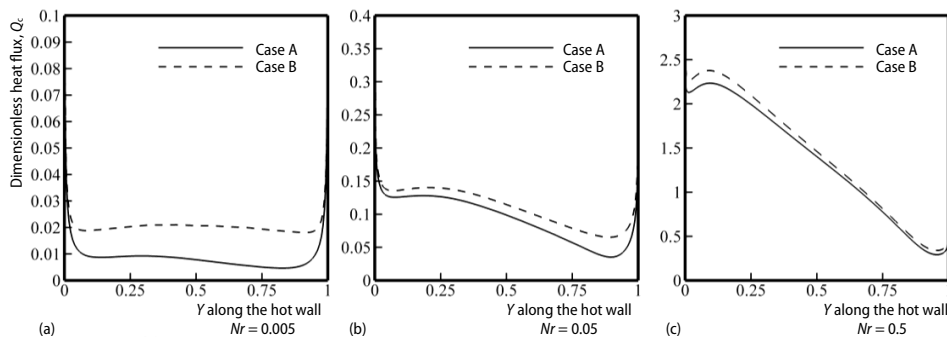 Dimensionless heat flux, Qc
0.1
0.09
0.08
0.07
0.06
0.05
0.04
0.03
0.02
0.01
0
0 0.25 0.5 0.75 1
Case A
Case B
Y along the hot wall
(a) Nr = 0.005
0.4
0.35
0.3
0.25
0.2
0.15
0.1
0.05
0
0 0.25 0.5 0.75 1
Case A
Case B
Y along the hot wall
(b) Nr = 0.05
3
2.5
2
1.5
1
0.5
0
0 0.25 0.5 0.75
Case A
Case B
Y along the hot wall
(c) Nr = 0.5